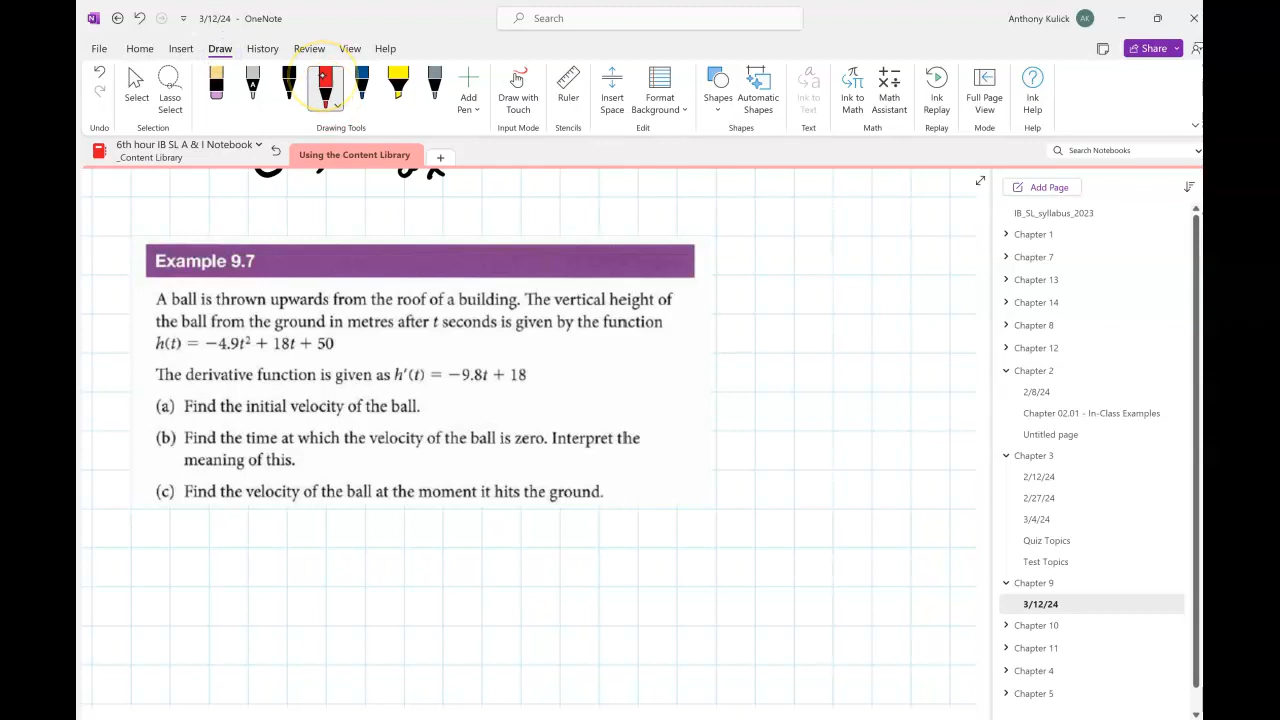 3/12/24 - OneNote
Search
Anthony Kulick AK
File Home Insert Draw History Review View Help
Share
Undo
Select
Lasso Select
Selection
Drawing Tools
Add Pen
Draw with Touch
Input Mode
Ruler
Stencils
Insert Space
Format Background
Edit
Shapes
Automatic Shapes
Shapes
Ink to Text
Text
Ink to Math
Math Assistant
Math
Ink Replay
Replay
Full Page View
Mode
Ink Help
Help
6th hour IB SL A & I Notebook
_Content Library
Using the Content Library
Search Notebooks
Example 9.7
A ball is thrown upwards from the roof of a building. The vertical height of
the ball from the ground in metres after t seconds is given by the function
h(t) = −4.9t² + 18t + 50
The derivative function is given as h′(t) = −9.8t + 18
(a) Find the initial velocity of the ball.
(b) Find the time at which the velocity of the ball is zero. Interpret the
meaning of this.
(c) Find the velocity of the ball at the moment it hits the ground.
Add Page
IB_SL_syllabus_2023
Chapter 1
Chapter 7
Chapter 13
Chapter 14
Chapter 8
Chapter 12
Chapter 2
2/8/24
Chapter 02.01 - In-Class Examples
Untitled page
Chapter 3
2/12/24
2/27/24
3/4/24
Quiz Topics
Test Topics
Chapter 9
3/12/24
Chapter 10
Chapter 11
Chapter 4
Chapter 5